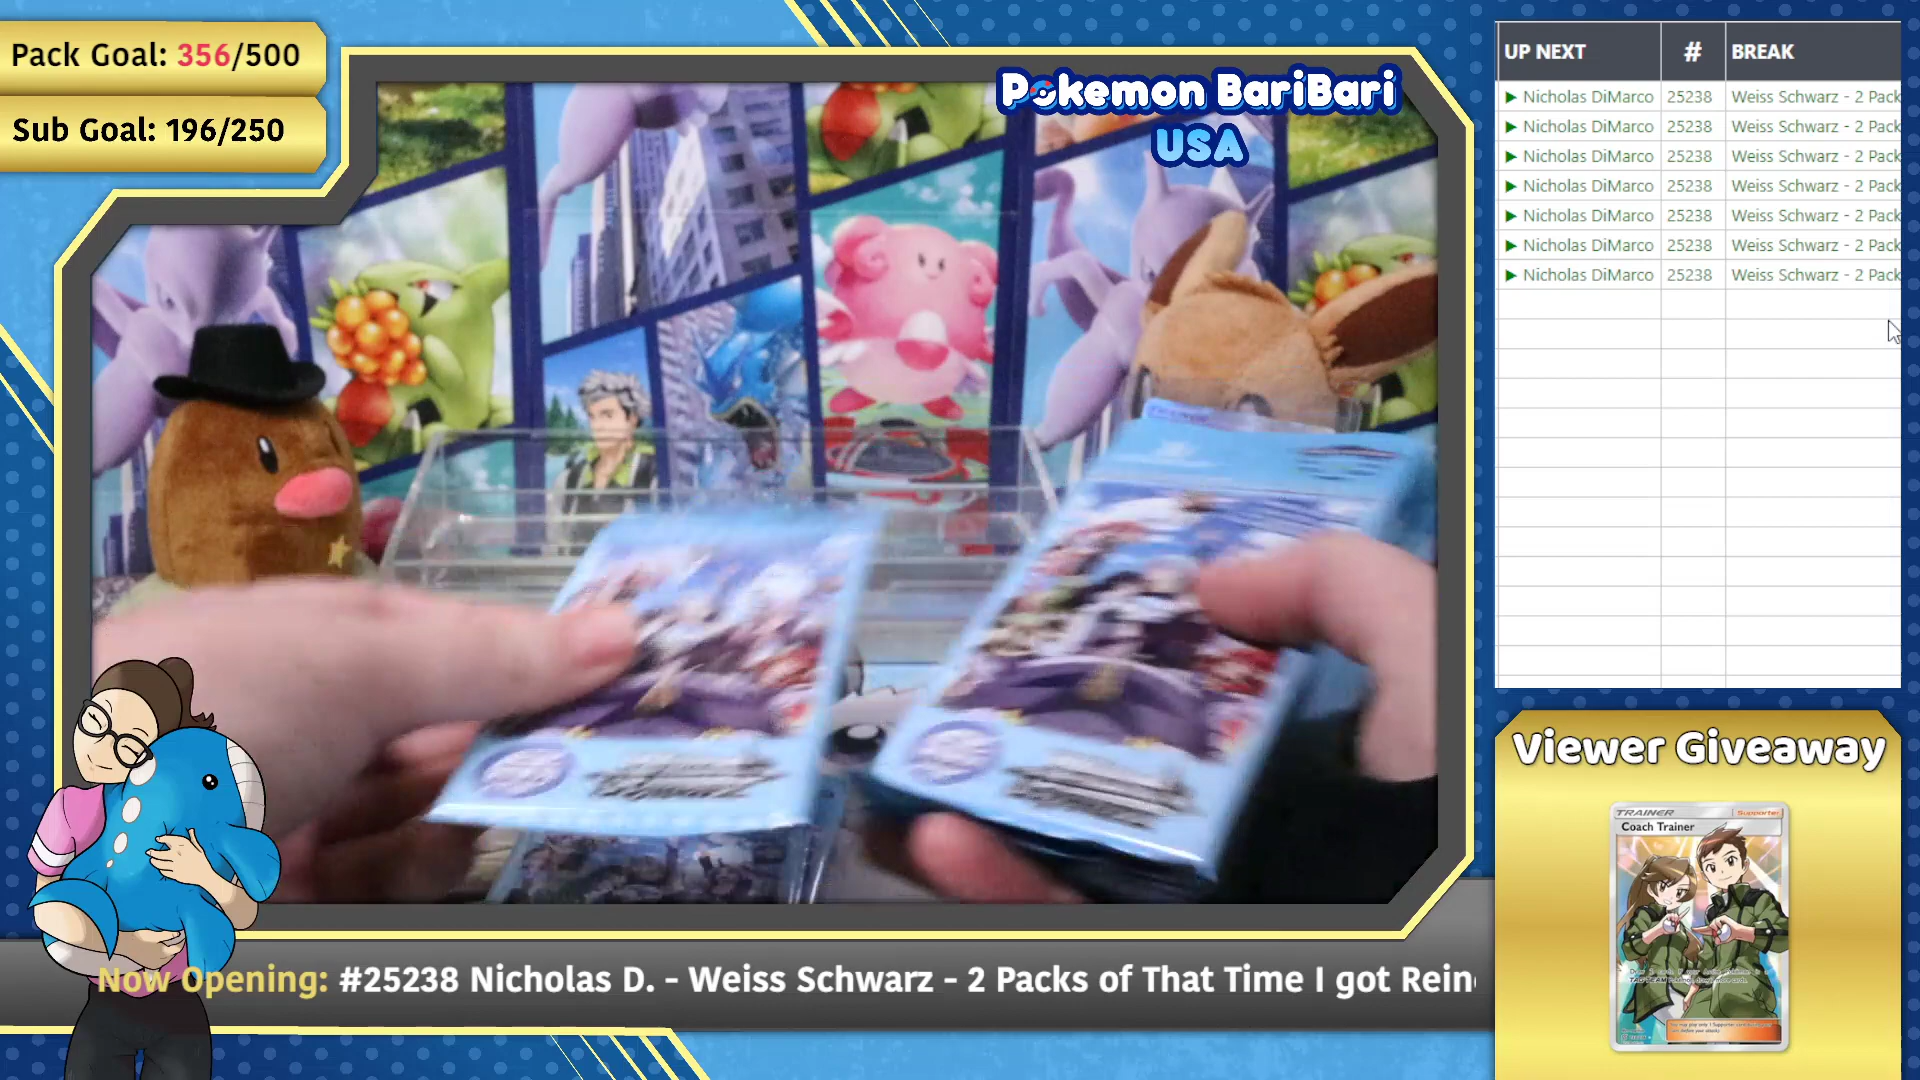 Pack Goal: 356/500
Sub Goal: 196/250
Pokemon BariBari
USA
UP NEXT # BREAK
Nicholas DiMarco 25238 Weiss Schwarz - 2 Pack
Nicholas DiMarco 25238 Weiss Schwarz - 2 Pack
Nicholas DiMarco 25238 Weiss Schwarz - 2 Pack
Nicholas DiMarco 25238 Weiss Schwarz - 2 Pack
Nicholas DiMarco 25238 Weiss Schwarz - 2 Pack
Nicholas DiMarco 25238 Weiss Schwarz - 2 Pack
Nicholas DiMarco 25238 Weiss Schwarz - 2 Pack
Viewer Giveaway
TRAINER Supporter
Coach Trainer
Now Opening: #25238 Nicholas D. - Weiss Schwarz - 2 Packs of That Time I got Rein